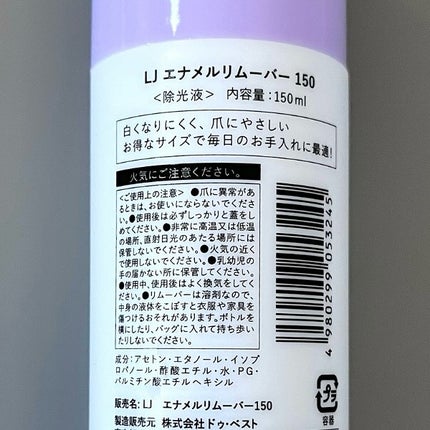 LJ エナメルリムーバー 150
<除光液> 内容量:150ml
白くなりにくく、爪にやさしい
お得なサイズで毎日のお手入れに最適!
火気にご注意ください。
<ご使用上の注意> ●爪に異常があ
るときは、お使いにならないでくださ
い。●使用後は必ずしっかりと蓋をし
めてください。●非常に高温又は低温
の場所、直射日光のあたる場所には
保管しないでください。●火気の近く
で使用しないでください。●乳幼児の
手の届かない所に保管してください。
●使用中、使用後はよく換気をしてく
ださい。●リムーバーは溶剤なので、
中身の液体をこぼすと衣服や家具を
傷つけるおそれがあります。ボトルを
横にしたり、バッグに入れて持ち歩い
たりしないでください。
4980299053245
成分:アセトン・エタノール・イソプ
ロパノール・酢酸エチル・水・PG・
パルミチン酸エチルヘキシル
プラ
容器
販売名:LJ エナメルリムーバー150
製造販売元 株式会社ドゥ・ベスト